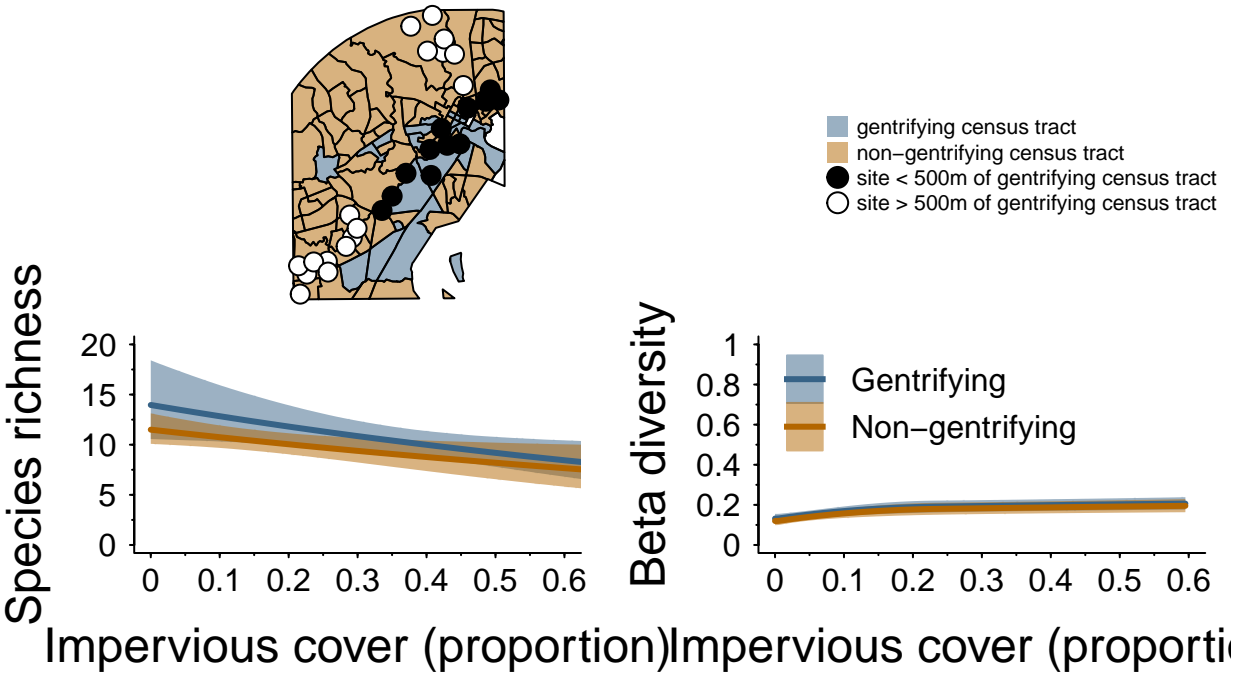 gentrifying census tract
non−gentrifying census tract
site < 500m of gentrifying census tract
site > 500m of gentrifying census tract
Species richness
20
15
10
5
0
0 0.1 0.2 0.3 0.4 0.5 0.6
Impervious cover (proportion)
Beta diversity
1
0.8
0.6
0.4
0.2
0
Gentrifying
Non−gentrifying
0 0.1 0.2 0.3 0.4 0.5 0.6
Impervious cover (proporti